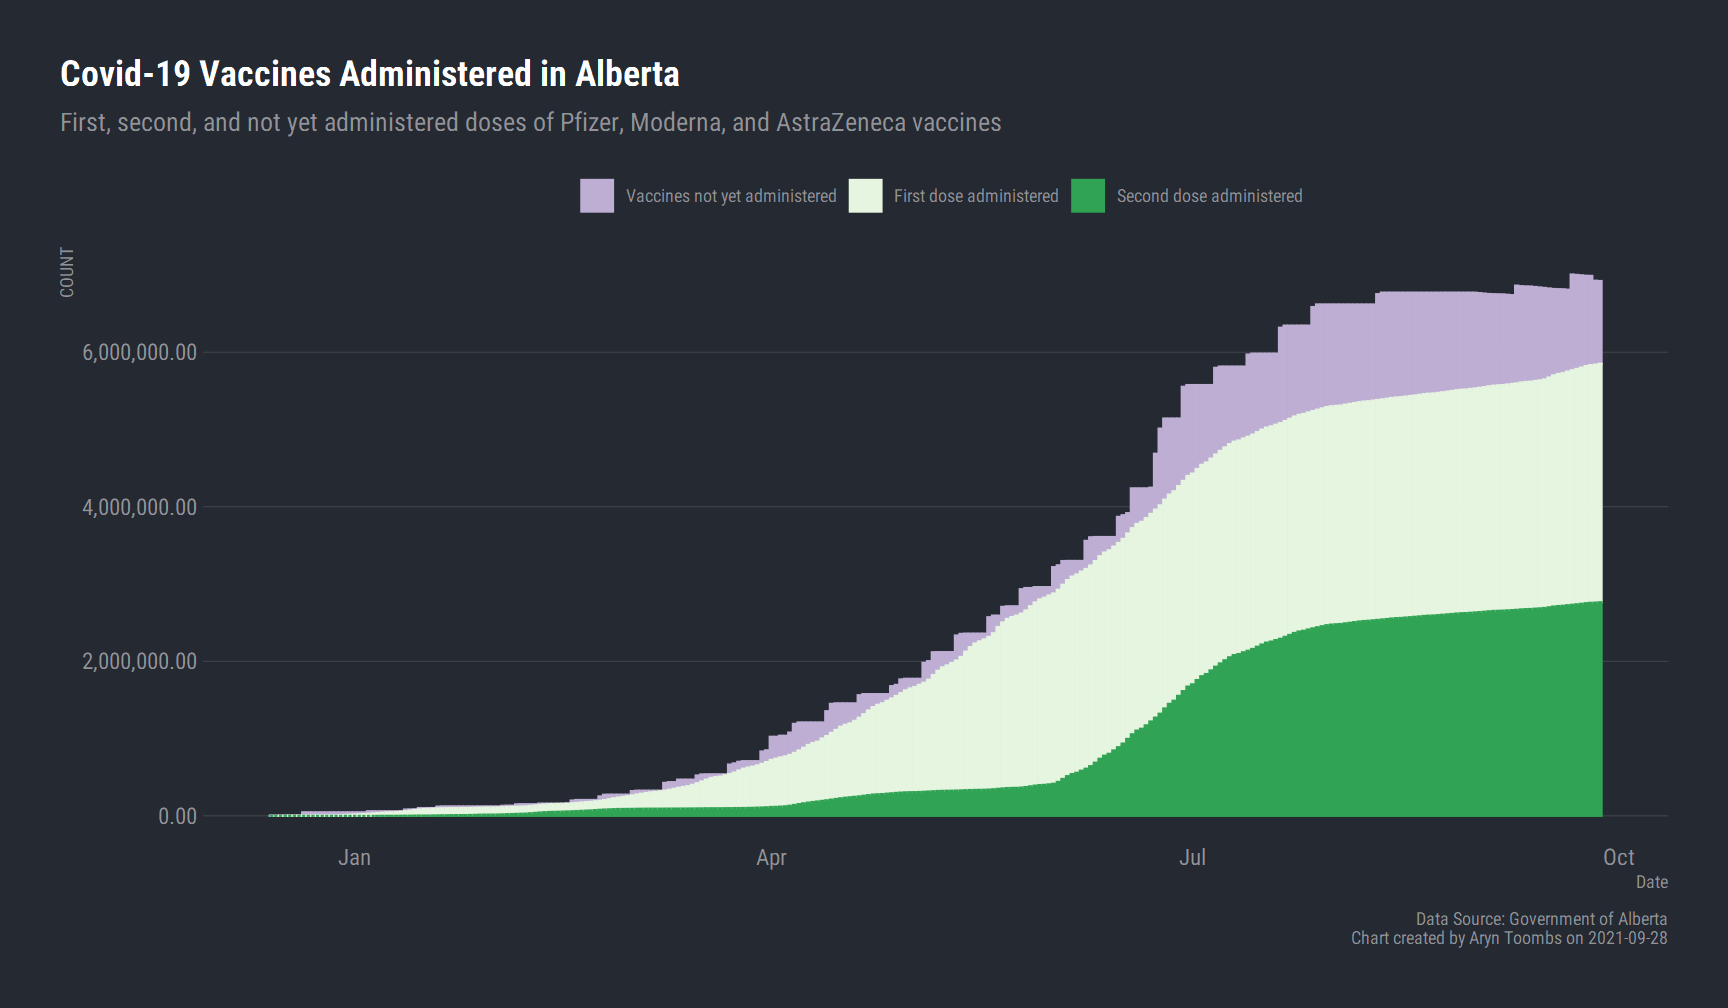 Covid-19 Vaccines Administered in Alberta
First, second, and not yet administered doses of Pfizer, Moderna, and AstraZeneca vaccines
Vaccines not yet administered
First dose administered
Second dose administered
COUNT
6,000,000.00
4,000,000.00
2,000,000.00
0.00
Jan
Apr
Jul
Oct
Date
Data Source: Government of Alberta
Chart created by Aryn Toombs on 2021-09-28